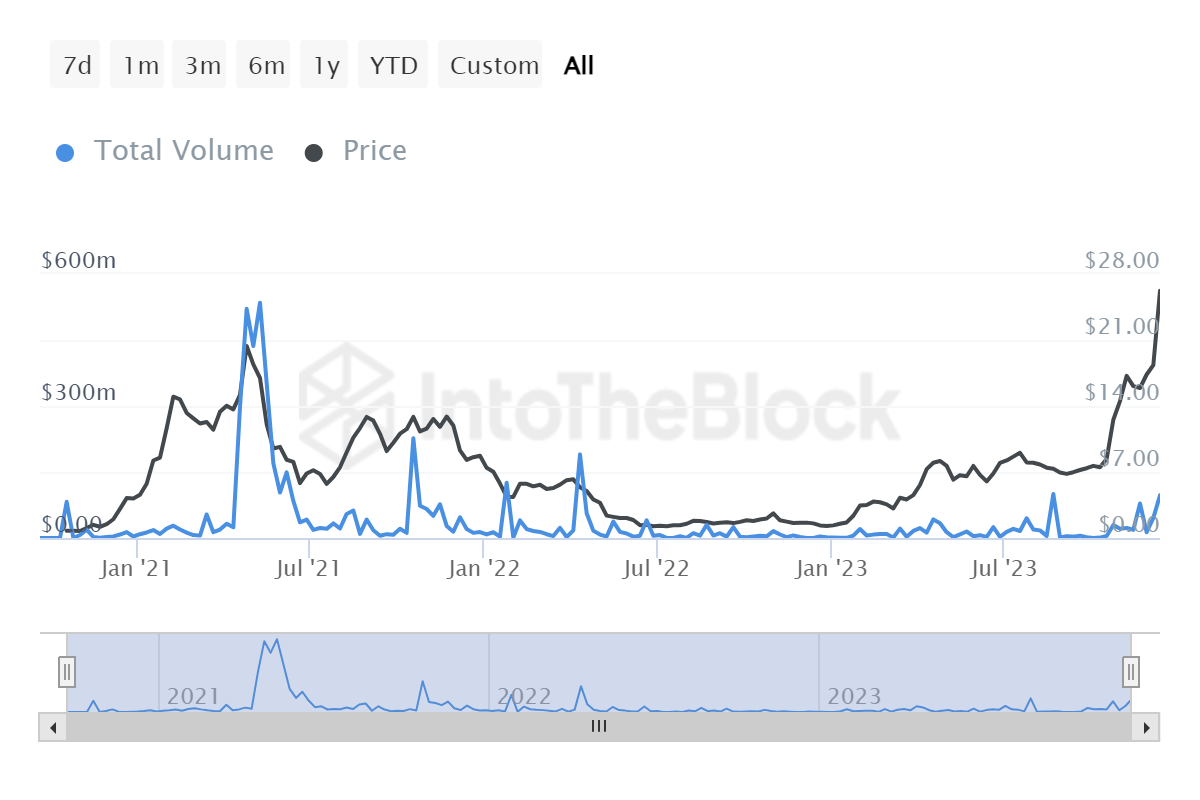 7d 1m 3m 6m 1y YTD Custom All
Total Volume Price
$600m $28.00
$21.00
$300m $14.00
IntoTheBlock
$7.00
$0.00 $0.00
Jan '21 Jul '21 Jan '22 Jul '22 Jan '23 Jul '23
2021 2022 2023